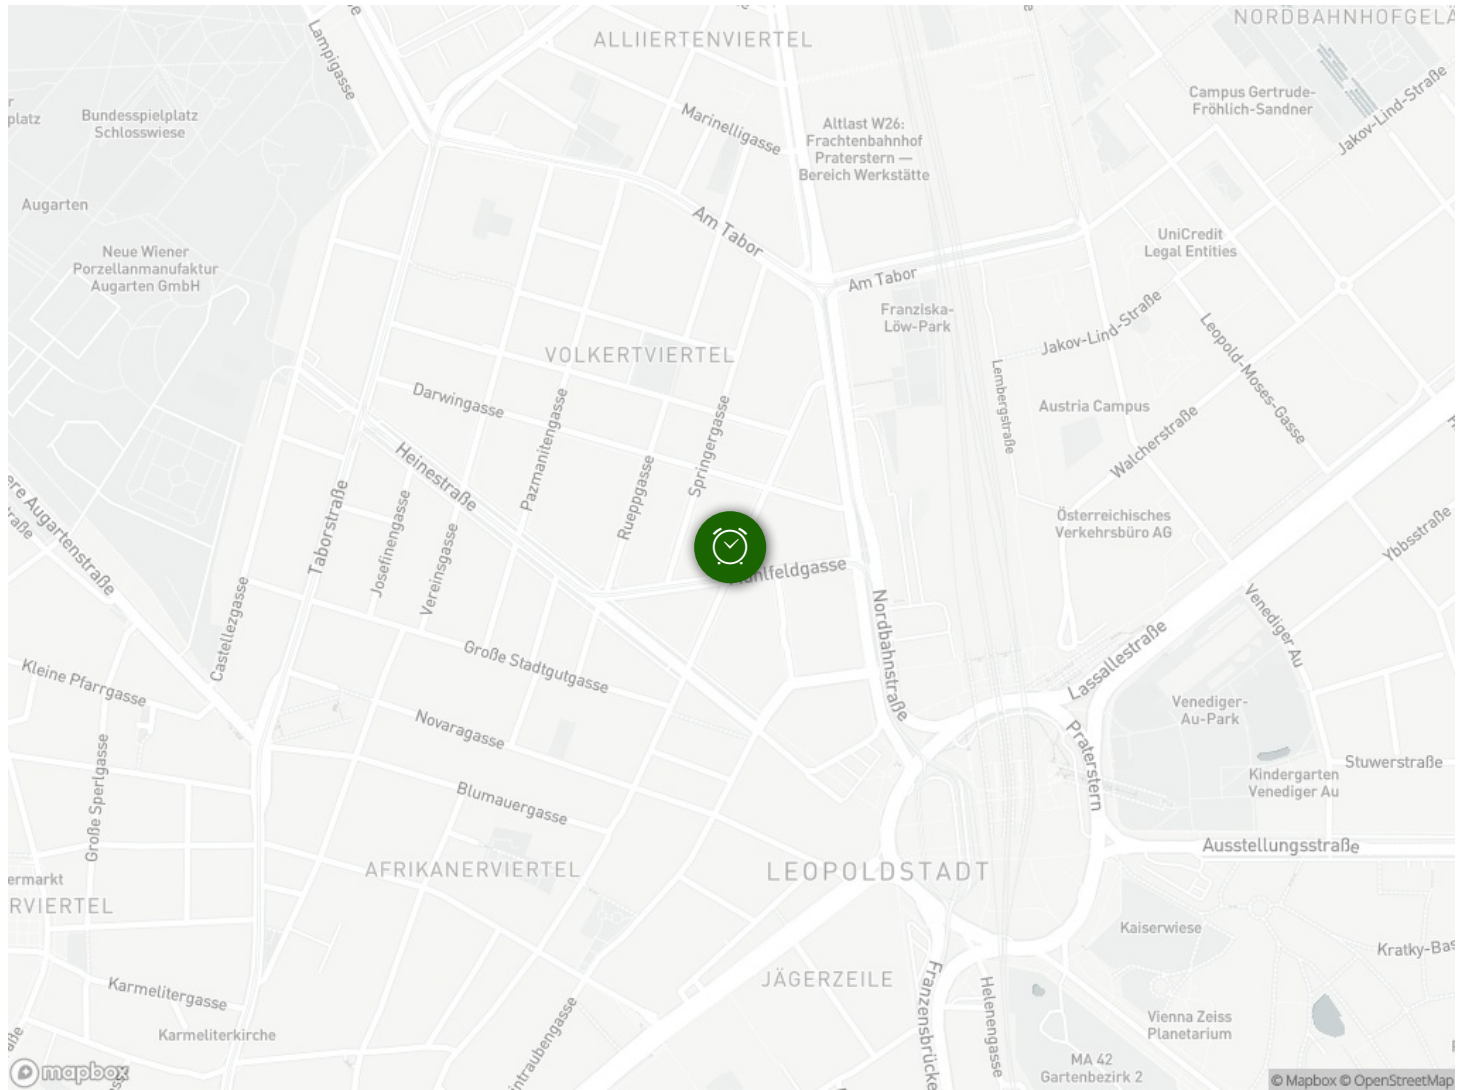 NORDBAHNHOFGELÄ
ALLIIERTENVIERTEL
Lampigasse
Bundesspielplatz
Schlosswiese
platz
Marinelligasse
Altlast W26:
Frachtenbahnhof
Praterstern —
Bereich Werkstätte
Campus Gertrude-
Fröhlich-Sandner
Jakov-Lind-Straße
Augarten
Neue Wiener
Porzellanmanufaktur
Augarten GmbH
Am Tabor
Am Tabor
UniCredit
Legal Entities
Franziska-
Löw-Park
Jakov-Lind-Straße
Leopold-Moses-Gasse
VOLKERTVIERTEL
Darwingasse
Pazmanitengasse
Springergasse
Lembergstraße
Austria Campus
Walcherstraße
Heinestraße
Rueppgasse
Taborstraße
Josefinengasse
Vereinsgasse
ere Augartenstraße
raße
Österreichisches
Verkehrsbüro AG
Ybbsstraße
hlfeldgasse
Nordbahnstraße
Venediger Au
Castellezgasse
Große Stadtgutgasse
Lassallestraße
Kleine Pfarrgasse
Novaragasse
Venediger-
Au-Park
Praterstern
Große Sperlgasse
Stuwerstraße
Kindergarten
Venediger Au
Blumauergasse
Ausstellungsstraße
AFRIKANERVIERTEL
LEOPOLDSTADT
ermarkt
RVIERTEL
Kaiserwiese
Kratky-Bas
Karmelitergasse
JÄGERZEILE
Franzensbrücke
Helenengasse
Karmeliterkirche
intraubengasse
Vienna Zeiss
Planetarium
MA 42
Gartenbezirk 2
mapbox
© Mapbox © OpenStreetMap